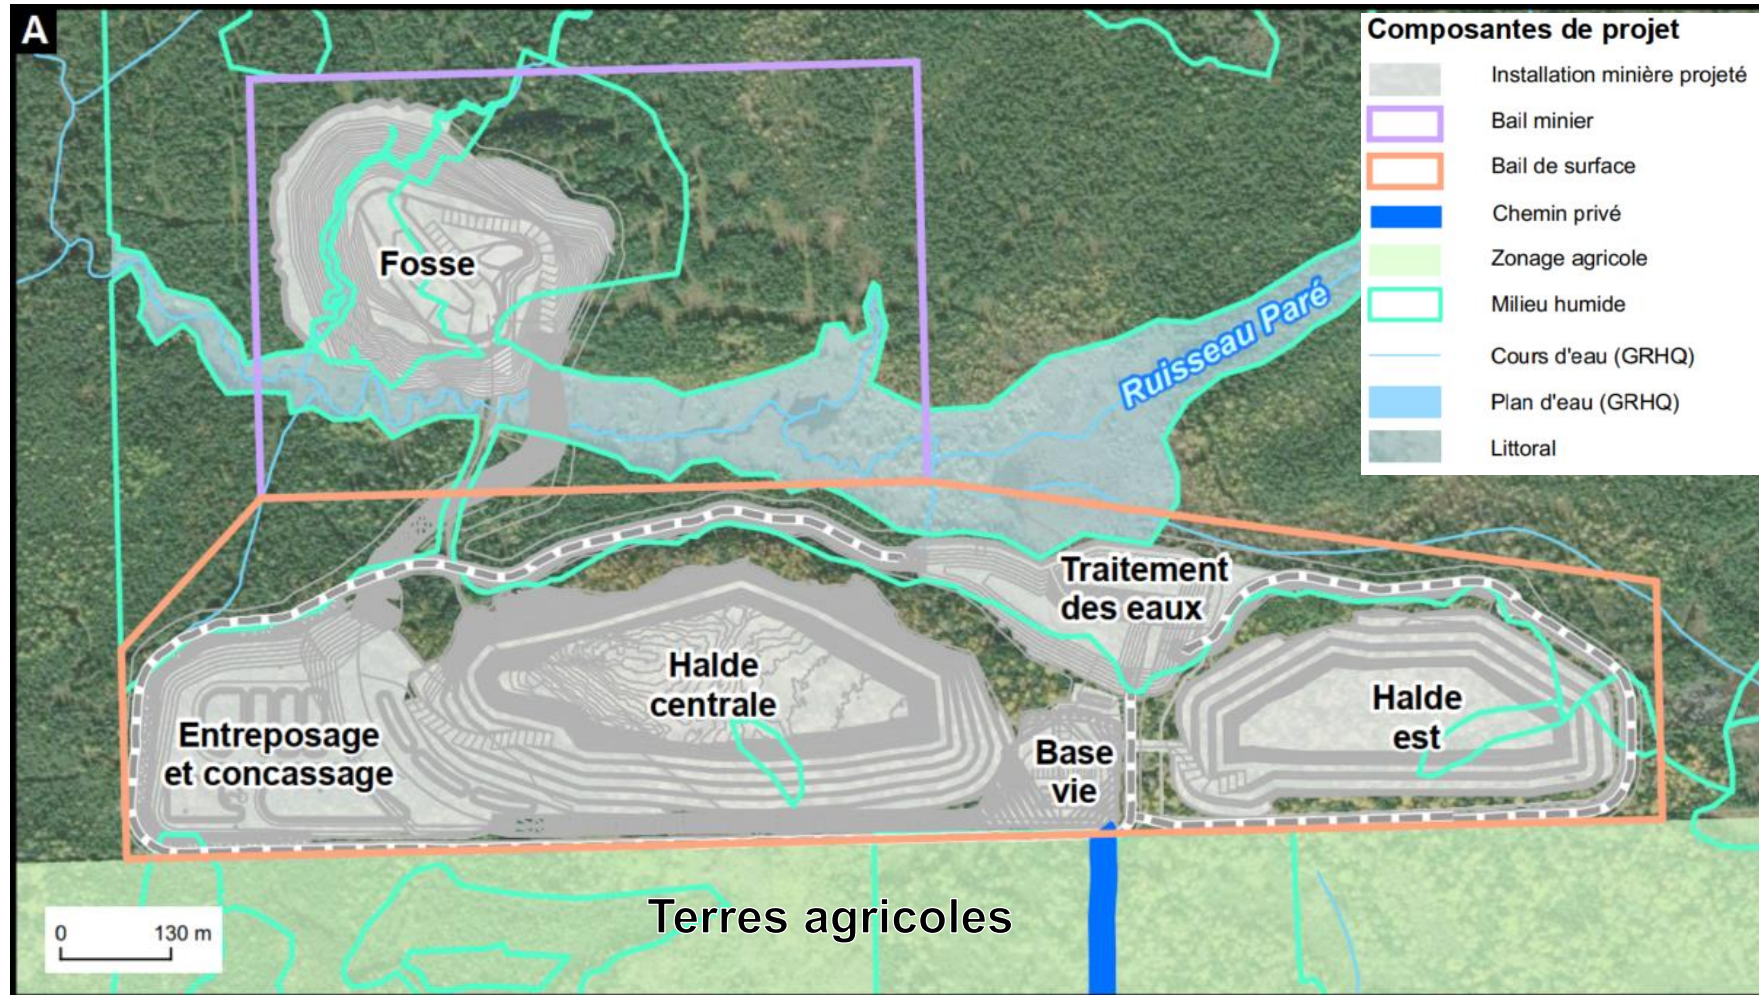 A
Composantes de projet
Installation minière projeté
Bail minier
Bail de surface
Chemin privé
Zonage agricole
Milieu humide
Cours d'eau (GRHQ)
Plan d'eau (GRHQ)
Littoral
Fosse
Ruisseau Paré
Traitement
des eaux
Halde
centrale
Halde
est
Entreposage
et concassage
Base
vie
Terres agricoles
0 130 m